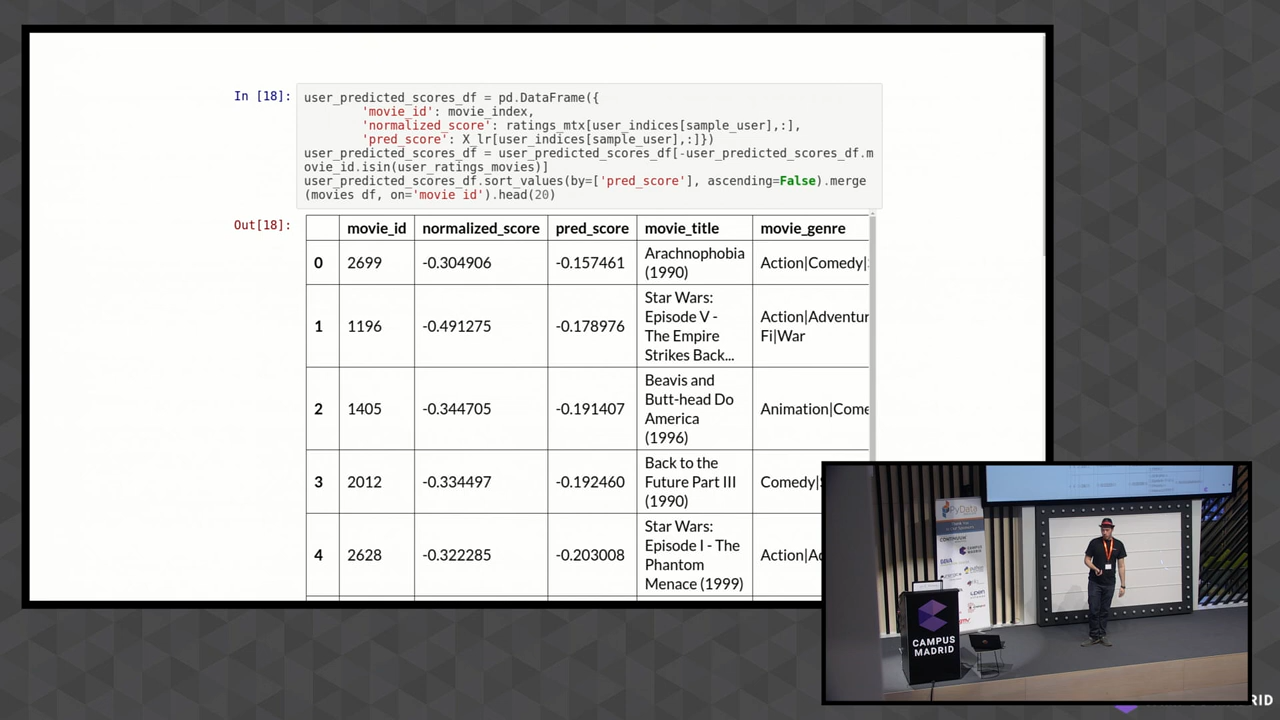 In [18]:
user_predicted_scores_df = pd.DataFrame({
'movie_id': movie_index,
'normalized_score': ratings_mtx[user_indices[sample_user],:],
'pred_score': X_lr[user_indices[sample_user],:]})
user_predicted_scores_df = user_predicted_scores_df[-user_predicted_scores_df.m
ovie_id.isin(user_ratings_movies)]
user_predicted_scores_df.sort_values(by=['pred_score'], ascending=False).merge
(movies_df, on='movie_id').head(20)
Out[18]:
movie_id normalized_score pred_score movie_title movie_genre
0 2699 -0.304906 -0.157461 Arachnophobia (1990) Action|Comedy|
1 1196 -0.491275 -0.178976 Star Wars: Episode V - The Empire Strikes Back... Action|Adventur Fi|War
2 1405 -0.344705 -0.191407 Beavis and Butt-head Do America (1996) Animation|Come
3 2012 -0.334497 -0.192460 Back to the Future Part III (1990) Comedy|
4 2628 -0.322285 -0.203008 Star Wars: Episode I - The Phantom Menace (1999) Action|A
PyData
CAMPUS
MADRID
RID